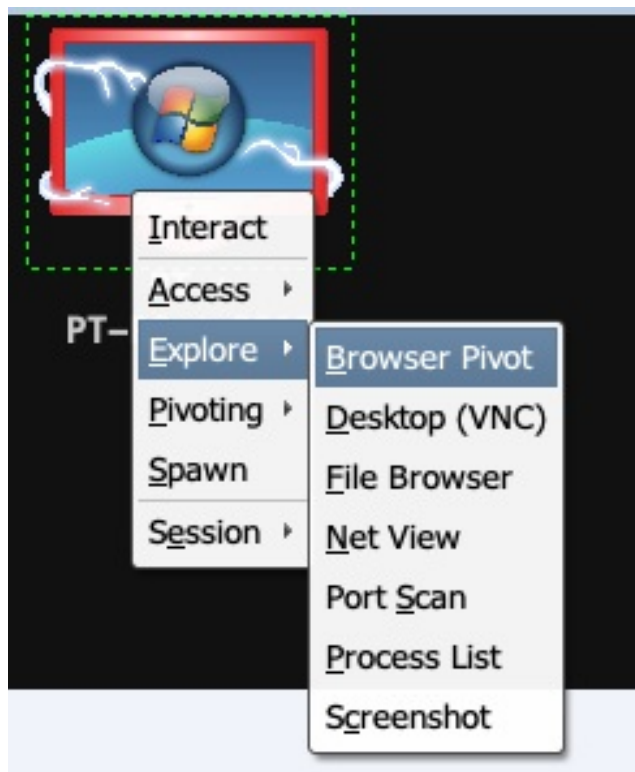 Interact
Access
PT-
Explore
Browser Pivot
Pivoting
Desktop (VNC)
Spawn
File Browser
Session
Net View
Port Scan
Process List
Screenshot